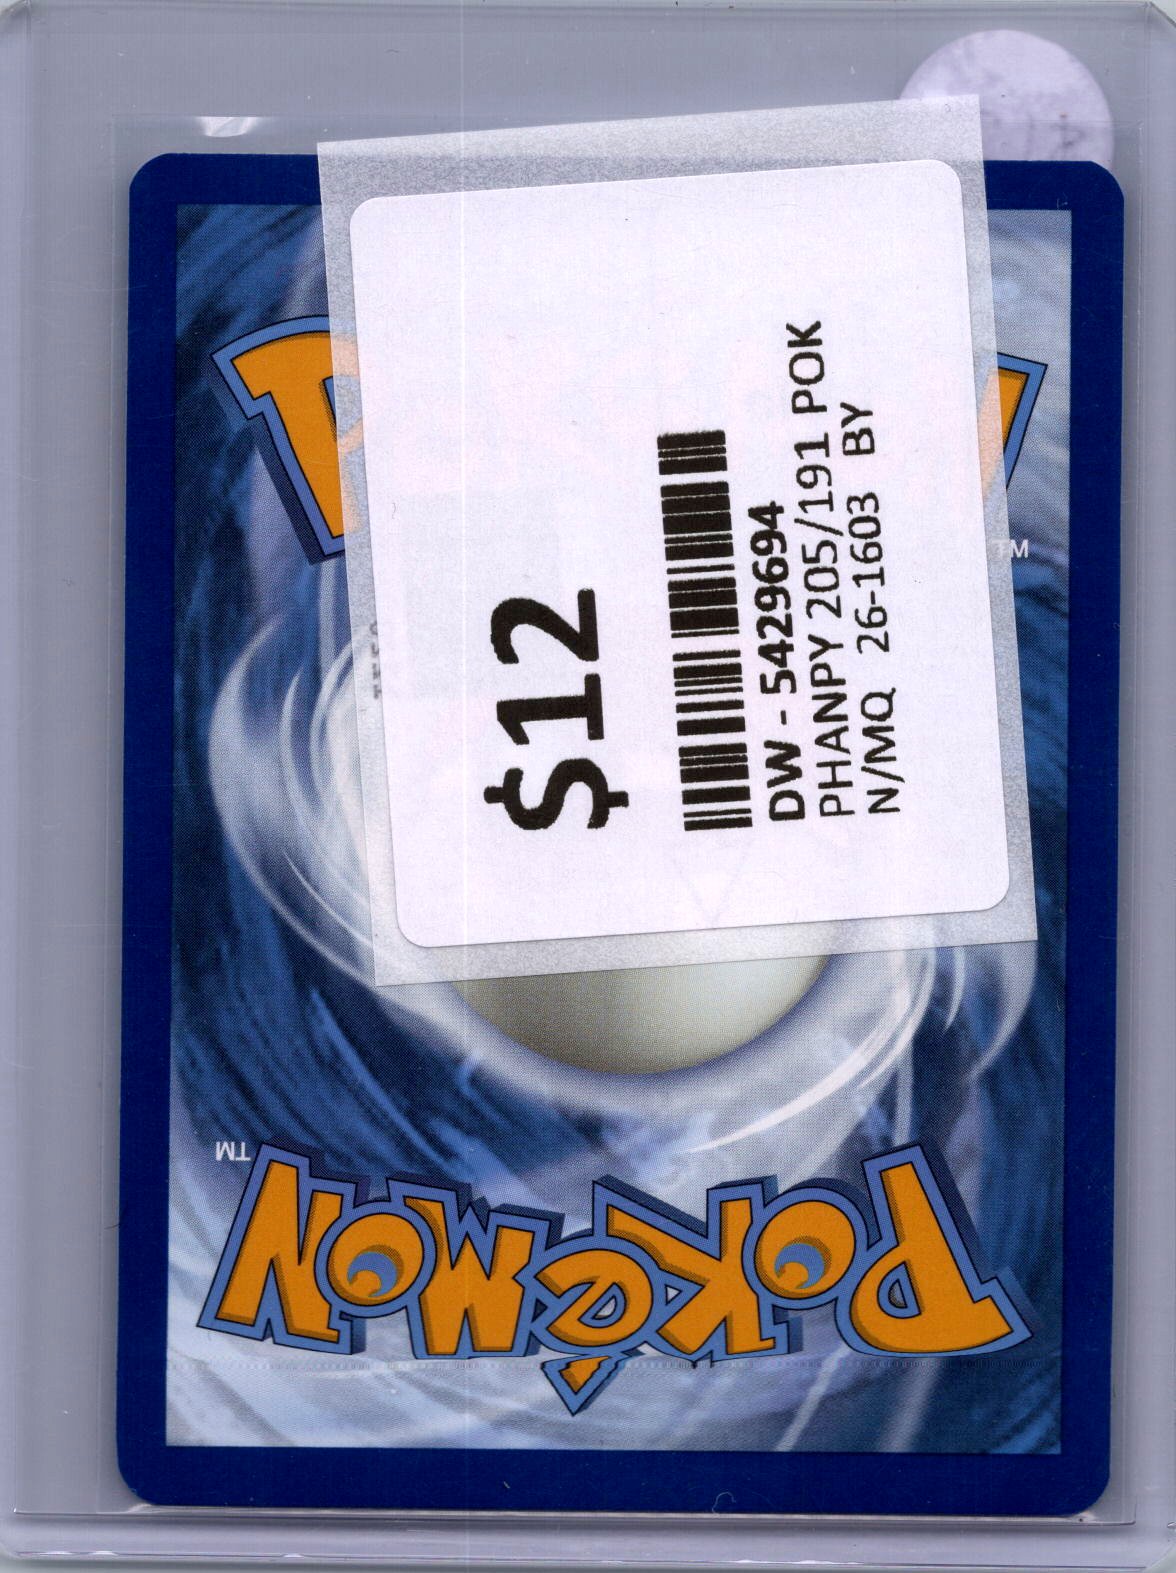 $12
DW - 5429694
PHANPY 205/191 POK
N/MQ 26-1603 BY
TM
TM
POKéMON